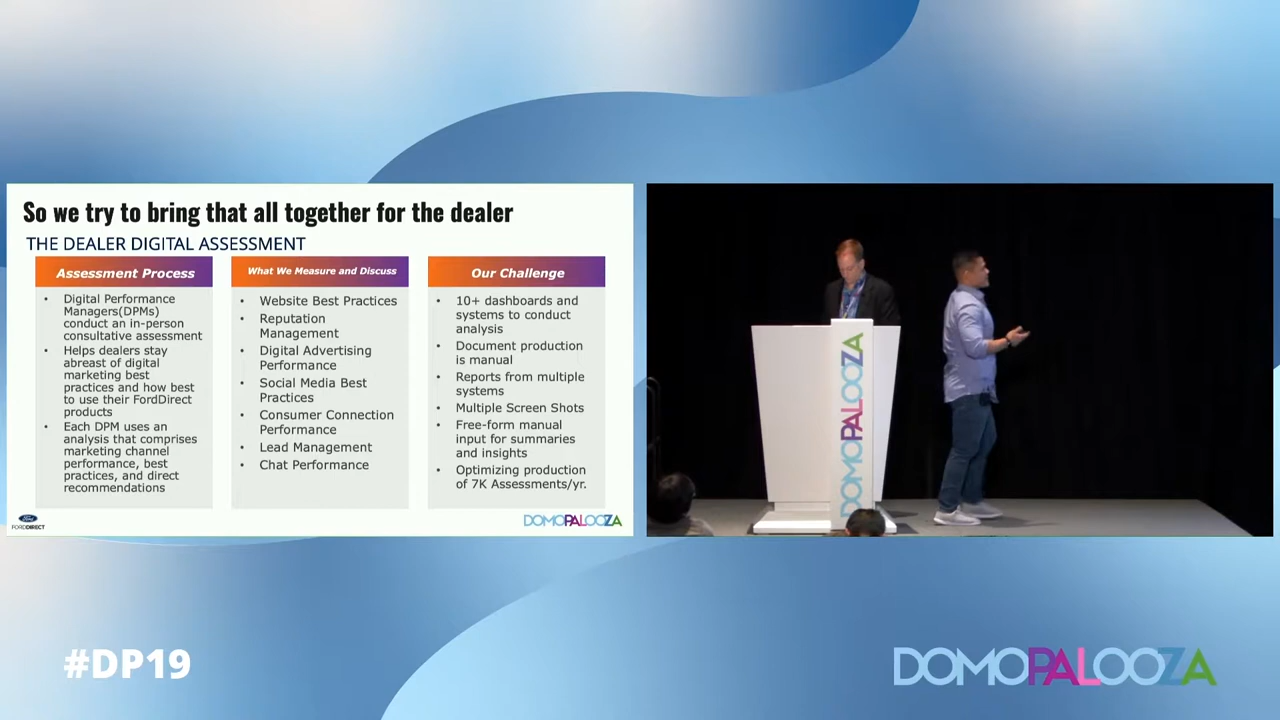 So we try to bring that all together for the dealer
THE DEALER DIGITAL ASSESSMENT
Assessment Process
• Digital Performance
Managers(DPMs)
conduct an in-person
consultative assessment
• Helps dealers stay
abreast of digital
marketing best
practices and how best
to use their FordDirect
products
• Each DPM uses an
analysis that comprises
marketing channel
performance, best
practices, and direct
recommendations
What We Measure and Discuss
• Website Best Practices
• Reputation
Management
• Digital Advertising
Performance
• Social Media Best
Practices
• Consumer Connection
Performance
• Lead Management
• Chat Performance
Our Challenge
• 10+ dashboards and
systems to conduct
analysis
• Document production
is manual
• Reports from multiple
systems
• Multiple Screen Shots
• Free-form manual
input for summaries
and insights
• Optimizing production
of 7K Assessments/yr.
Ford
FORDDIRECT
DOMOPALOOZA
DOMOPALOOZA
#DP19
DOMOPALOOZA